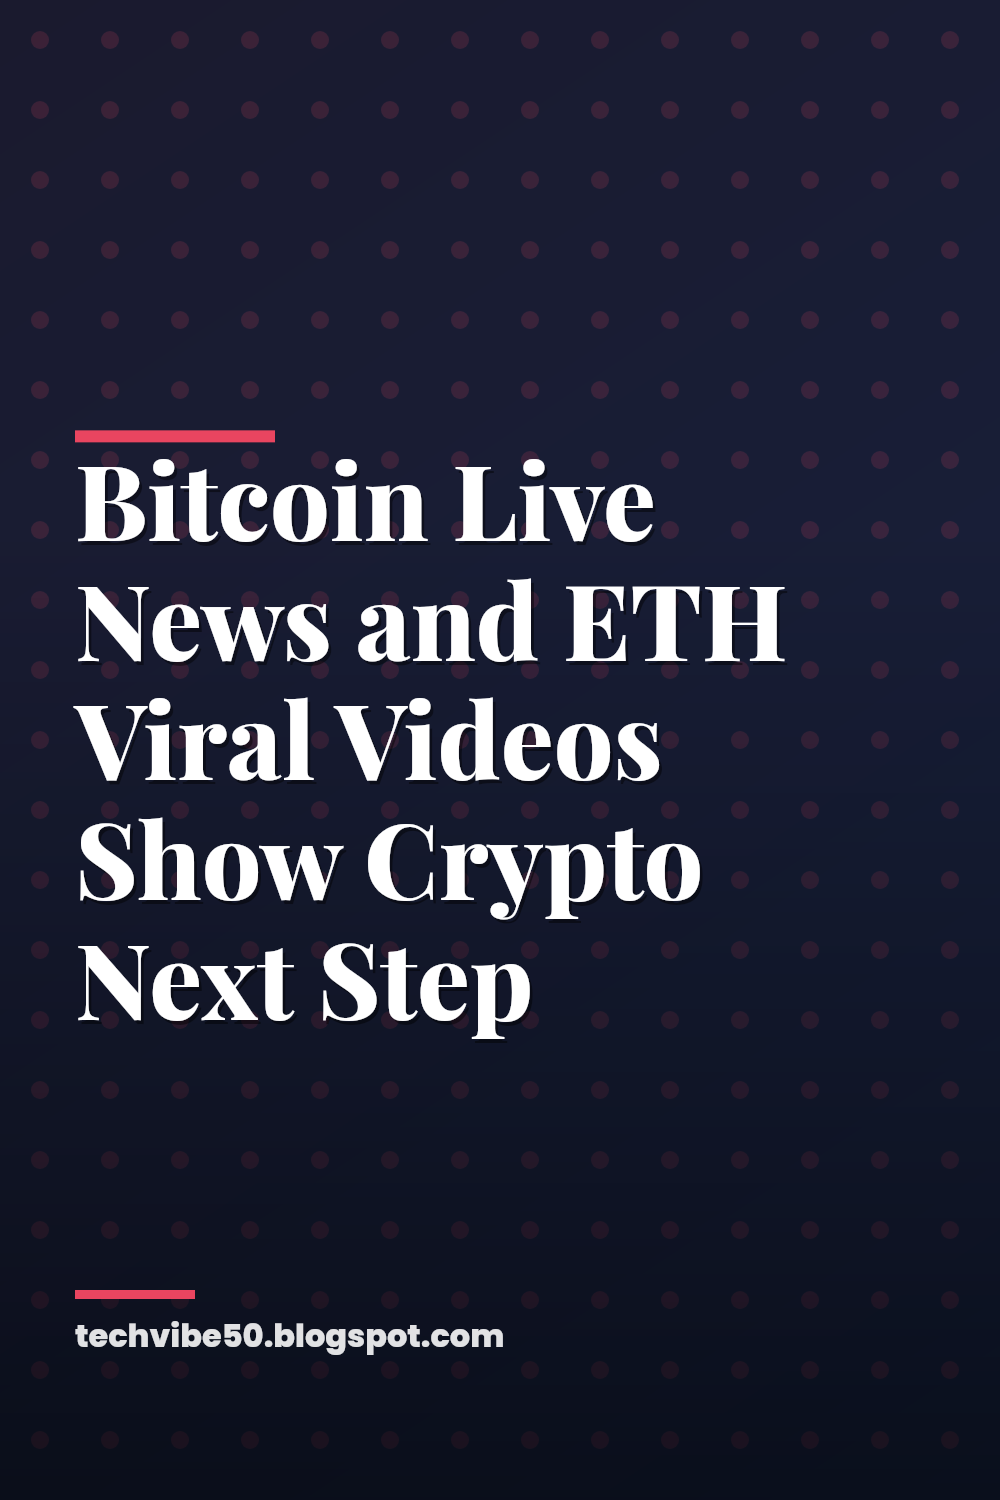 Bitcoin Live
News and ETH
Viral Videos
Show Crypto
Next Step
techvibe50.blogspot.com